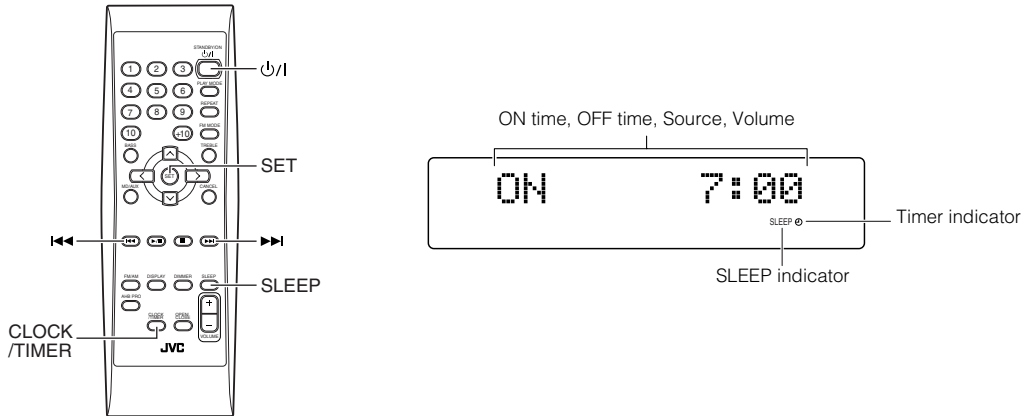 STANDBY/ON
⏻/I
1 2 3
⏻/I
4 5 6 PLAY MODE
REPEAT
7 8 9
FM MODE
10 +10
BASS TREBLE
SET
SET
MD/AUX CANCEL
FM/AM DISPLAY DIMMER SLEEP
SLEEP
AHB PRO
CLOCK
/TIMER
OPEN/
CLOSE
+
–
VOLUME
CLOCK
/TIMER
JVC
ON time, OFF time, Source, Volume
ON 7:00
SLEEP
Timer indicator
SLEEP indicator